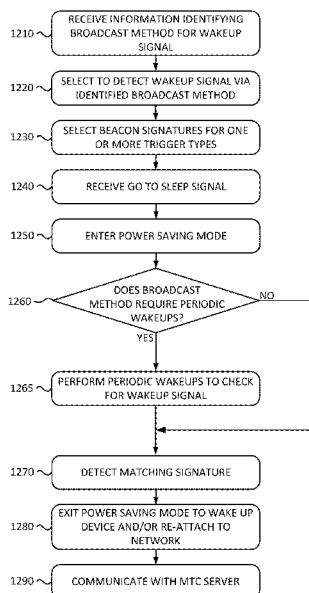 1210
RECEIVE INFORMATION IDENTIFYING
BROADCAST METHOD FOR WAKEUP
SIGNAL
1220
SELECT TO DETECT WAKEUP SIGNAL VIA
IDENTIFIED BROADCAST METHOD
1230
SELECT BEACON SIGNATURES FOR ONE
OR MORE TRIGGER TYPES
1240
RECEIVE GO TO SLEEP SIGNAL
1250
ENTER POWER SAVING MODE
1260
DOES BROADCAST
METHOD REQUIRE PERIODIC
WAKEUPS?
NO
YES
1265
PERFORM PERIODIC WAKEUPS TO CHECK
FOR WAKEUP SIGNAL
1270
DETECT MATCHING SIGNATURE
1280
EXIT POWER SAVING MODE TO WAKE UP
DEVICE AND/OR RE-ATTACH TO
NETWORK
1290
COMMUNICATE WITH MTC SERVER